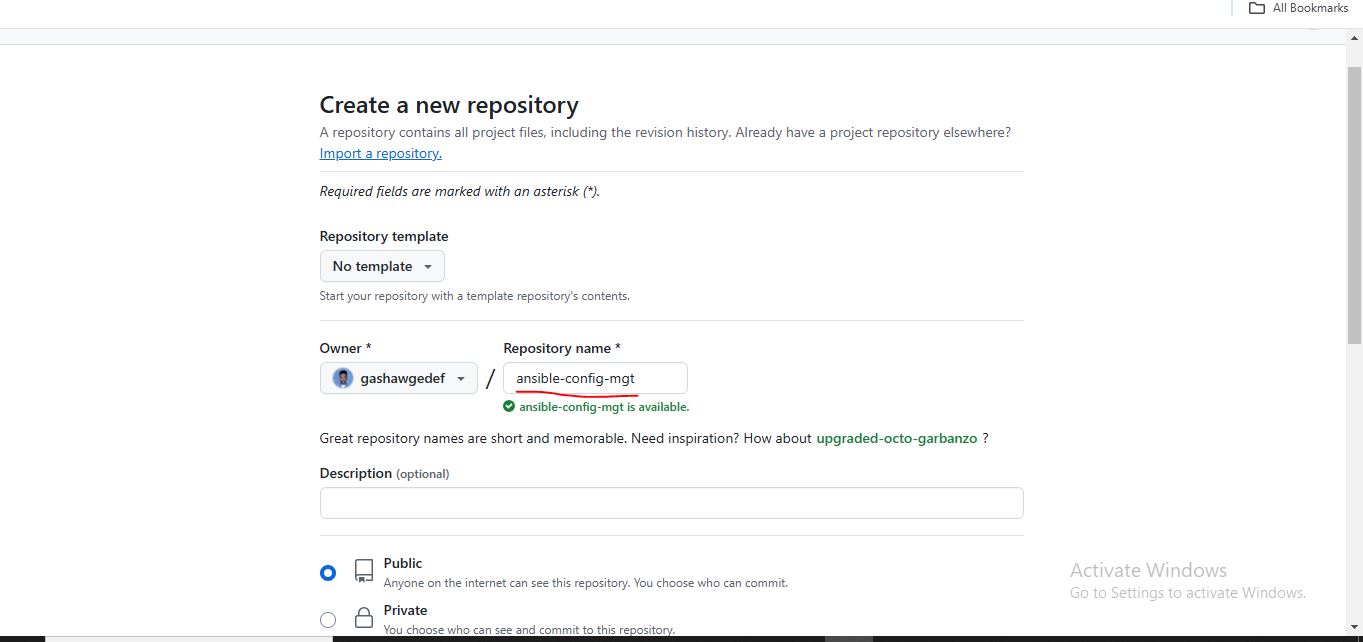 All Bookmarks
Create a new repository
A repository contains all project files, including the revision history. Already have a project repository elsewhere?
Import a repository.
Required fields are marked with an asterisk (*).
Repository template
No template
Start your repository with a template repository's contents.
Owner *
Repository name *
gashawgedef
/
ansible-config-mgt
ansible-config-mgt is available.
Great repository names are short and memorable. Need inspiration? How about upgraded-octo-garbanzo ?
Description (optional)
Public
Anyone on the internet can see this repository. You choose who can commit.
Private
You choose who can see and commit to this repository.
Activate Windows
Go to Settings to activate Windows.